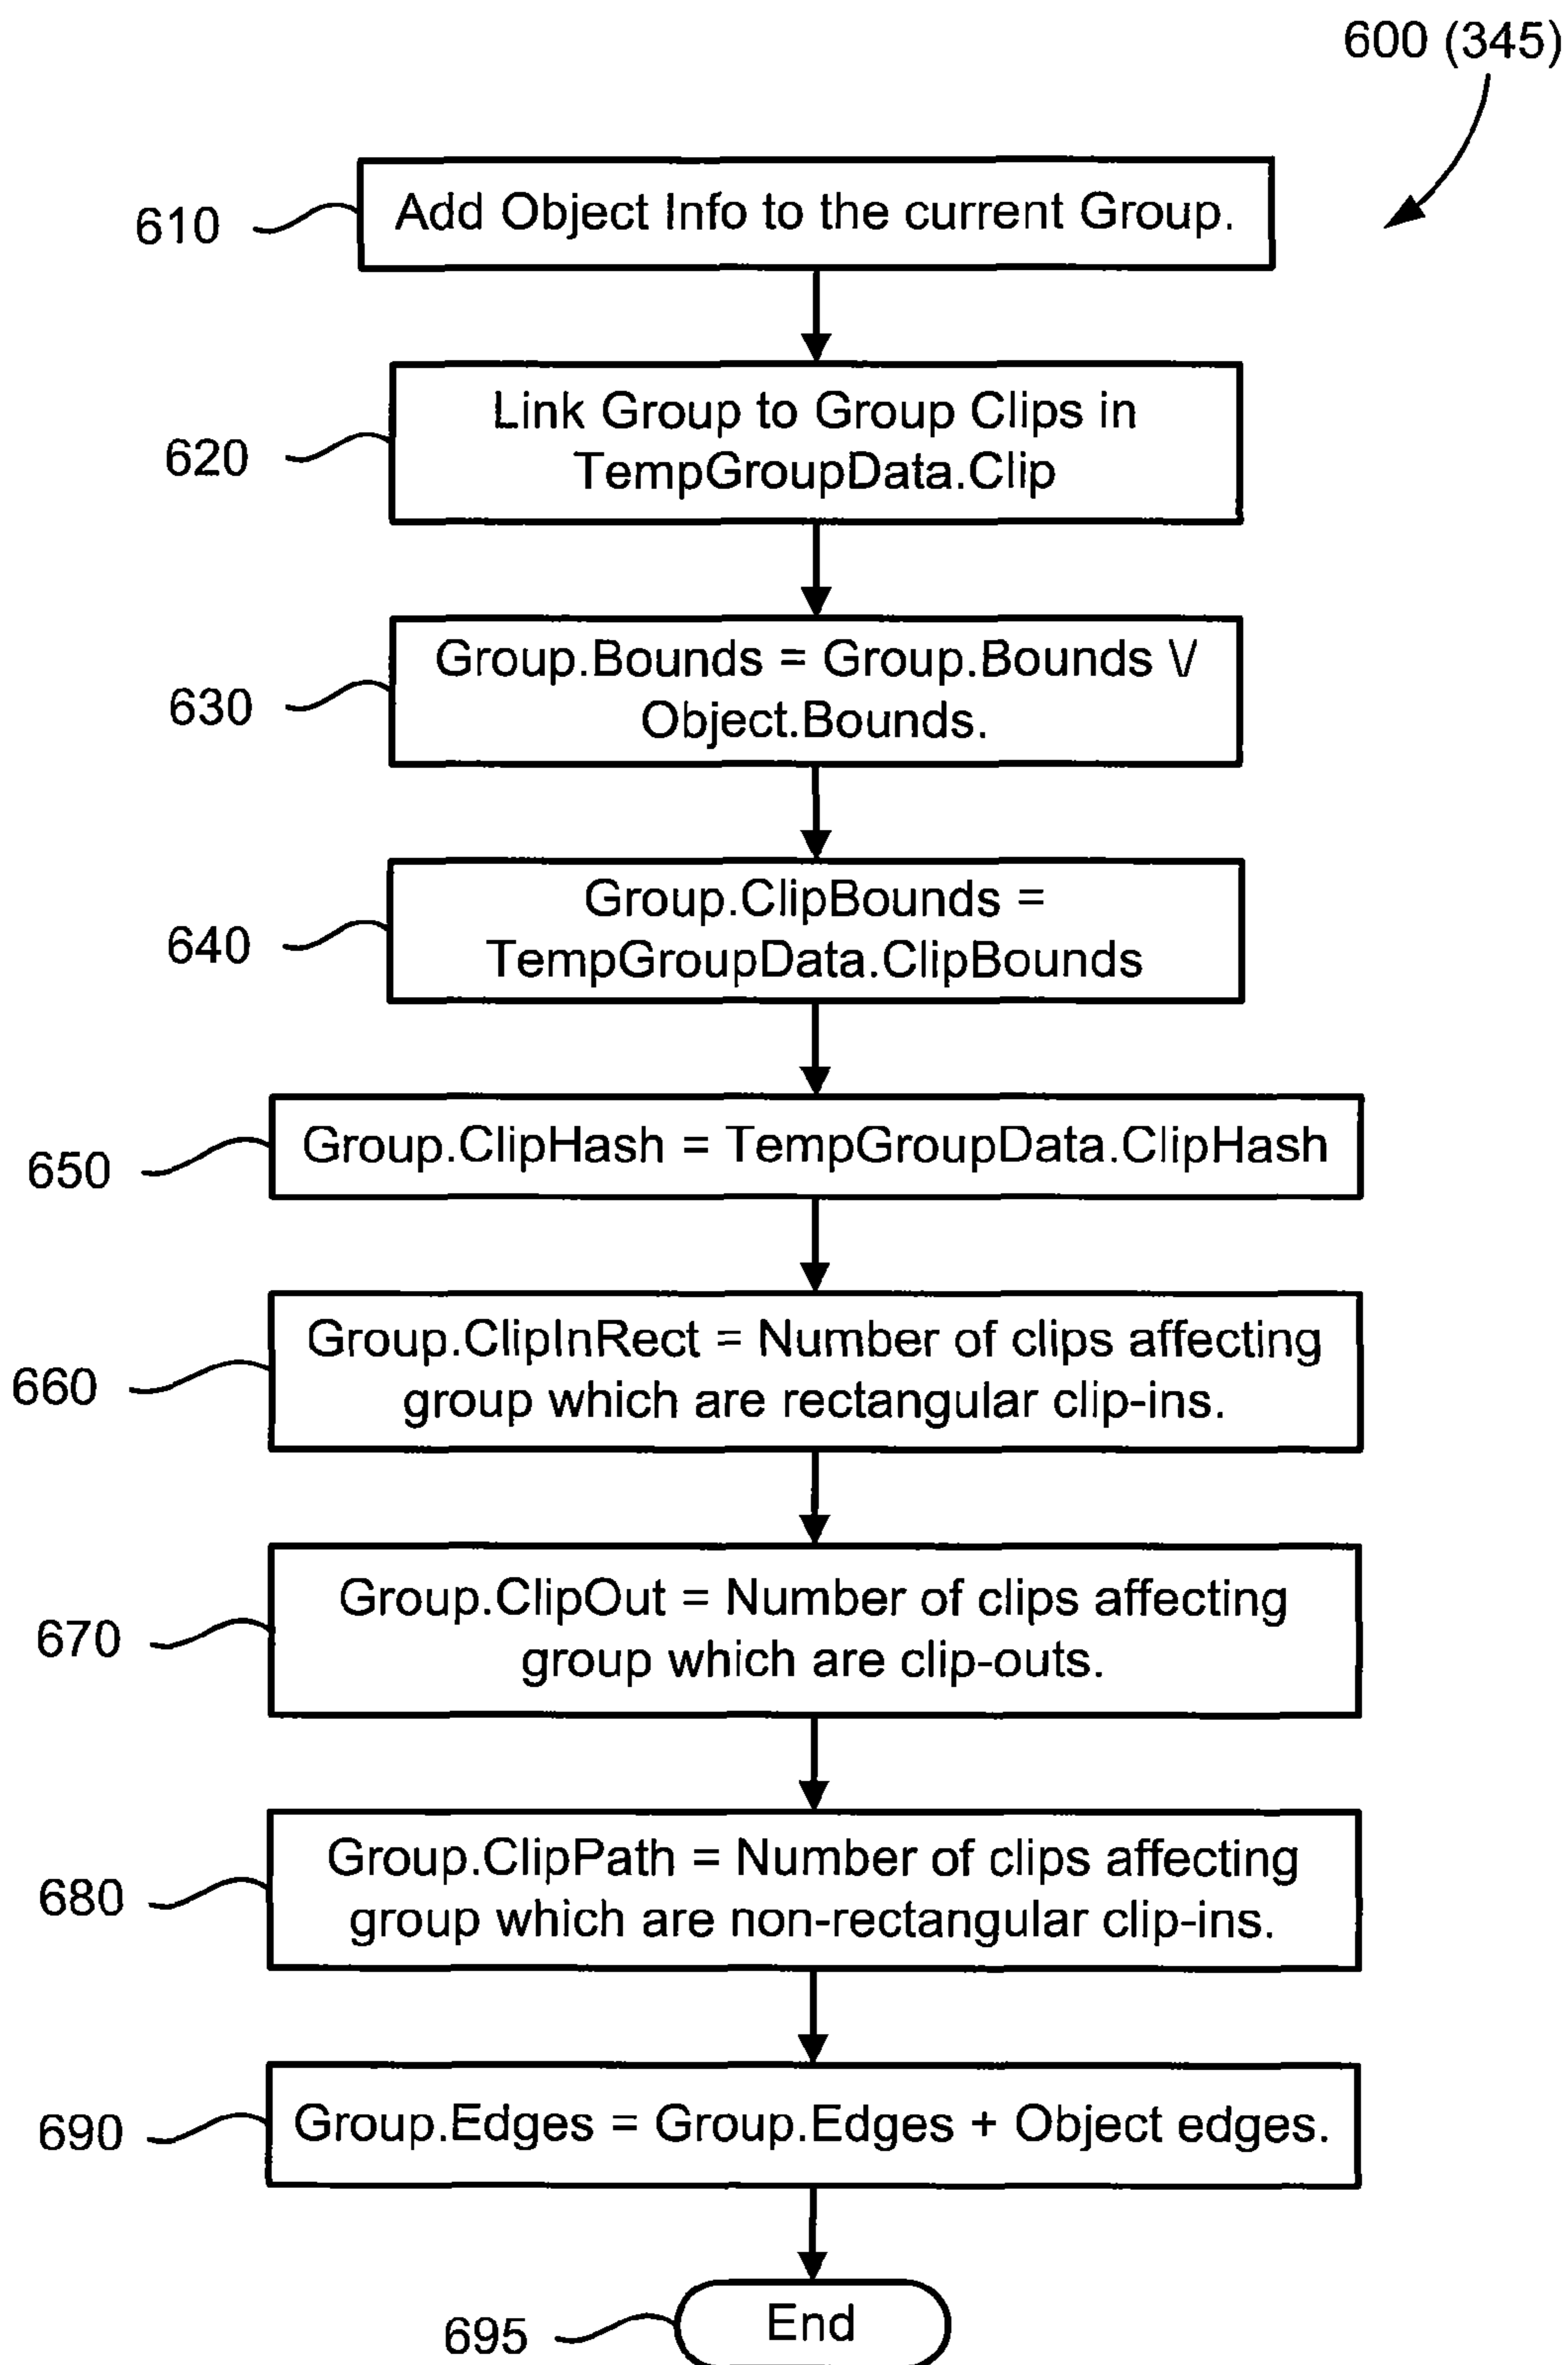 600 (345)
610
Add Object Info to the current Group.
620
Link Group to Group Clips in
TempGroupData.Clip
630
Group.Bounds = Group.Bounds V
Object.Bounds.
640
Group.ClipBounds =
TempGroupData.ClipBounds
650
Group.ClipHash = TempGroupData.ClipHash
660
Group.ClipInRect = Number of clips affecting
group which are rectangular clip-ins.
670
Group.ClipOut = Number of clips affecting
group which are clip-outs.
680
Group.ClipPath = Number of clips affecting
group which are non-rectangular clip-ins.
690
Group.Edges = Group.Edges + Object edges.
695
End